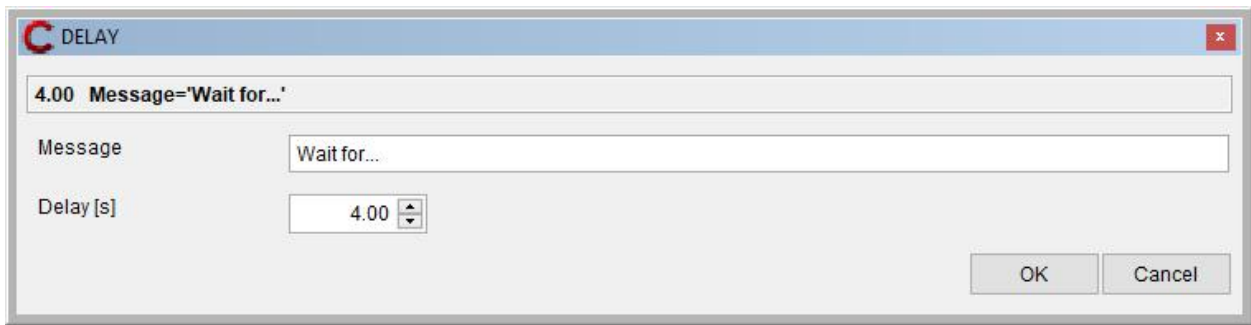 DELAY
4.00 Message='Wait for...'
Message Wait for...
Delay [s] 4.00
OK Cancel